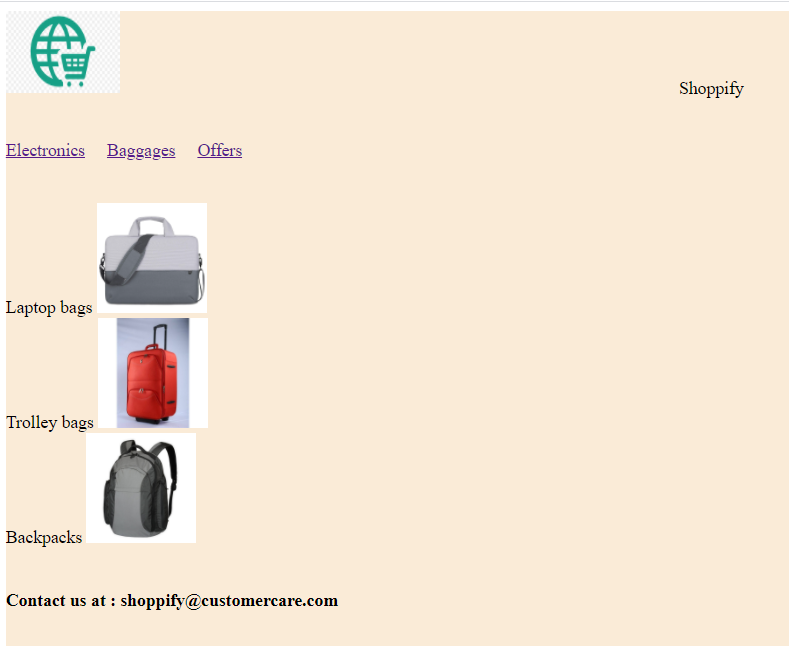 Shoppify
Electronics Baggages Offers
Laptop bags
Trolley bags
Backpacks
Contact us at : shoppify@customercare.com